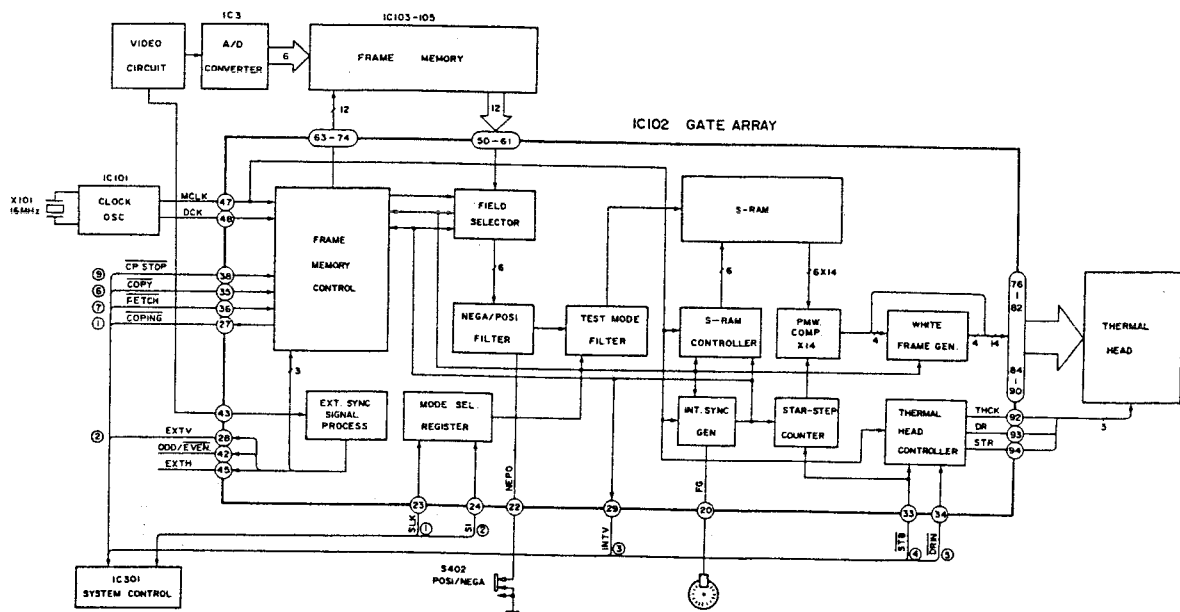 IC3
IC103-105
VIDEO
CIRCUIT
A/D
CONVERTER
6
FRAME MEMORY
12
12
IC102 GATE ARRAY
63-74
50-61
IC101
X101
16MHz
CLOCK
OSC
MCLK
47
DCK
48
FRAME
MEMORY
CONTROL
FIELD
SELECTOR
S-RAM
9
CP STOP
38
6
COPY
35
7
FETCH
36
1
COPING
27
6
6
6X14
NEGA/POSI
FILTER
TEST MODE
FILTER
S-RAM
CONTROLLER
PMW.
COMP.
X14
4
WHITE
FRAME GEN.
4
14
76
82
84
90
THERMAL
HEAD
3
43
EXT. SYNC
SIGNAL
PROCESS
MODE SEL.
REGISTER
INT. SYNC
GEN
STAR-STEP
COUNTER
THERMAL
HEAD
CONTROLLER
THCK
92
DR
93
STR
94
3
2
EXTV
28
ODD/EVEN.
42
EXTH
45
NEPO
FG
23
24
22
29
20
33
34
SLK
1
SI
2
INTV
3
STB
4
DRIN
5
IC301
SYSTEM CONTROL
S402
POSI/NEGA